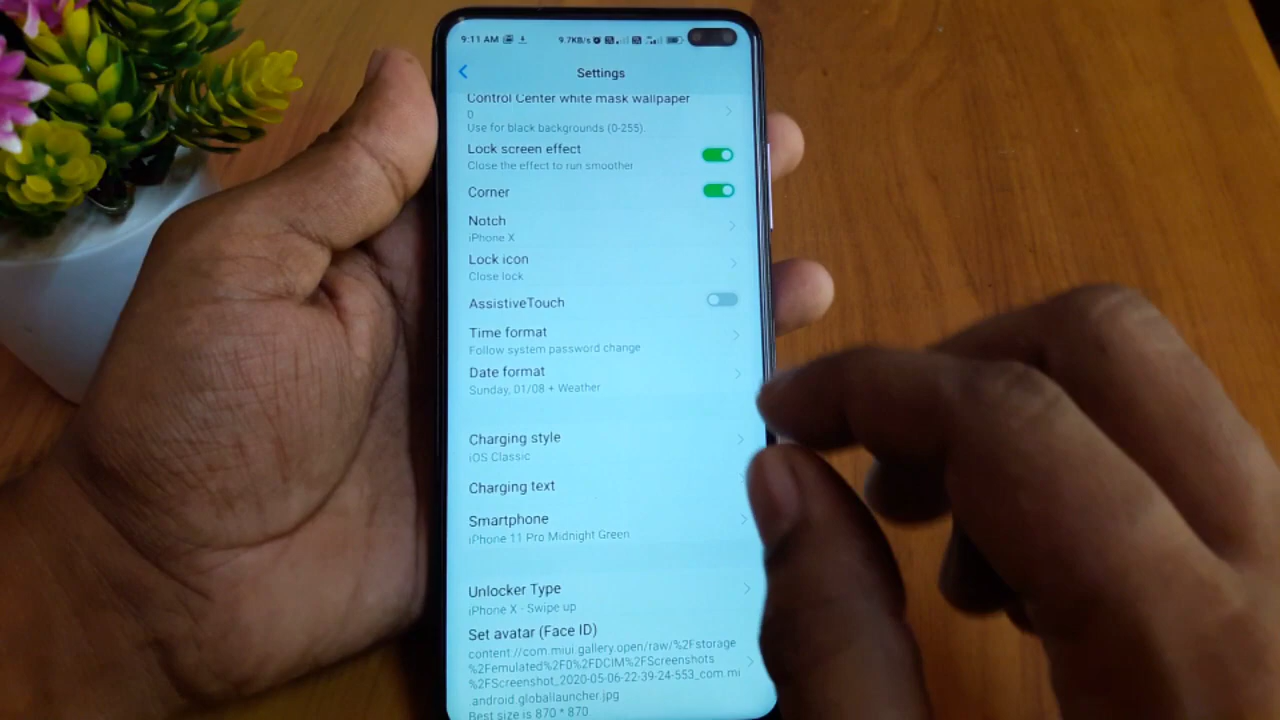 9:11 AM 9.7KB/s
Settings
Control Center white mask wallpaper
0
Use for black backgrounds (0-255).
Lock screen effect
Close the effect to run smoother
Corner
Notch
iPhone X
Lock icon
Close lock
AssistiveTouch
Time format
Follow system password change
Date format
Sunday, 01/08 + Weather
Charging style
iOS Classic
Charging text
Smartphone
iPhone 11 Pro Midnight Green
Unlocker Type
iPhone X - Swipe up
Set avatar (Face ID)
content://com.miui.gallery.open/raw/%2Fstorage
%2Femulated%2F0%2FDCIM%2FScreenshots
%2FScreenshot_2020-05-06-22-39-24-553_com.mi
.android.globallauncher.jpg
Best size is 870 * 870